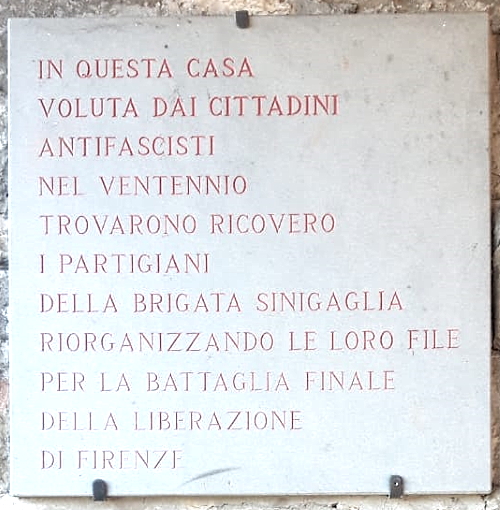 IN QUESTA CASA
VOLUTA DAI CITTADINI
ANTIFASCISTI
NEL VENTENNIO
TROVARONO RICOVERO
I PARTIGIANI
DELLA BRIGATA SINIGAGLIA
RIORGANIZZANDO LE LORO FILE
PER LA BATTAGLIA FINALE
DELLA LIBERAZIONE
DI FIRENZE